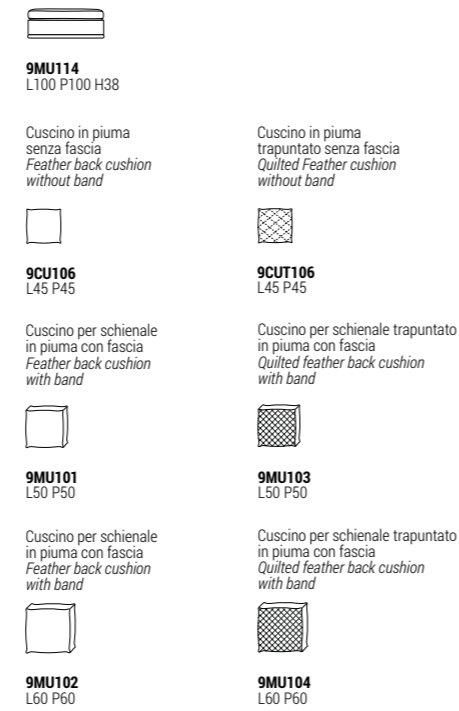 9MU114
L100 P100 H38
Cuscino in piuma
senza fascia
Feather back cushion
without band
9CU106
L45 P45
Cuscino in piuma
trapuntato senza fascia
Quilted Feather cushion
without band
9CUT106
L45 P45
Cuscino per schienale
in piuma con fascia
Feather back cushion
with band
9MU101
L50 P50
Cuscino per schienale trapuntato
in piuma con fascia
Quilted feather back cushion
with band
9MU103
L50 P50
Cuscino per schienale
in piuma con fascia
Feather back cushion
with band
9MU102
L60 P60
Cuscino per schienale trapuntato
in piuma con fascia
Quilted feather back cushion
with band
9MU104
L60 P60